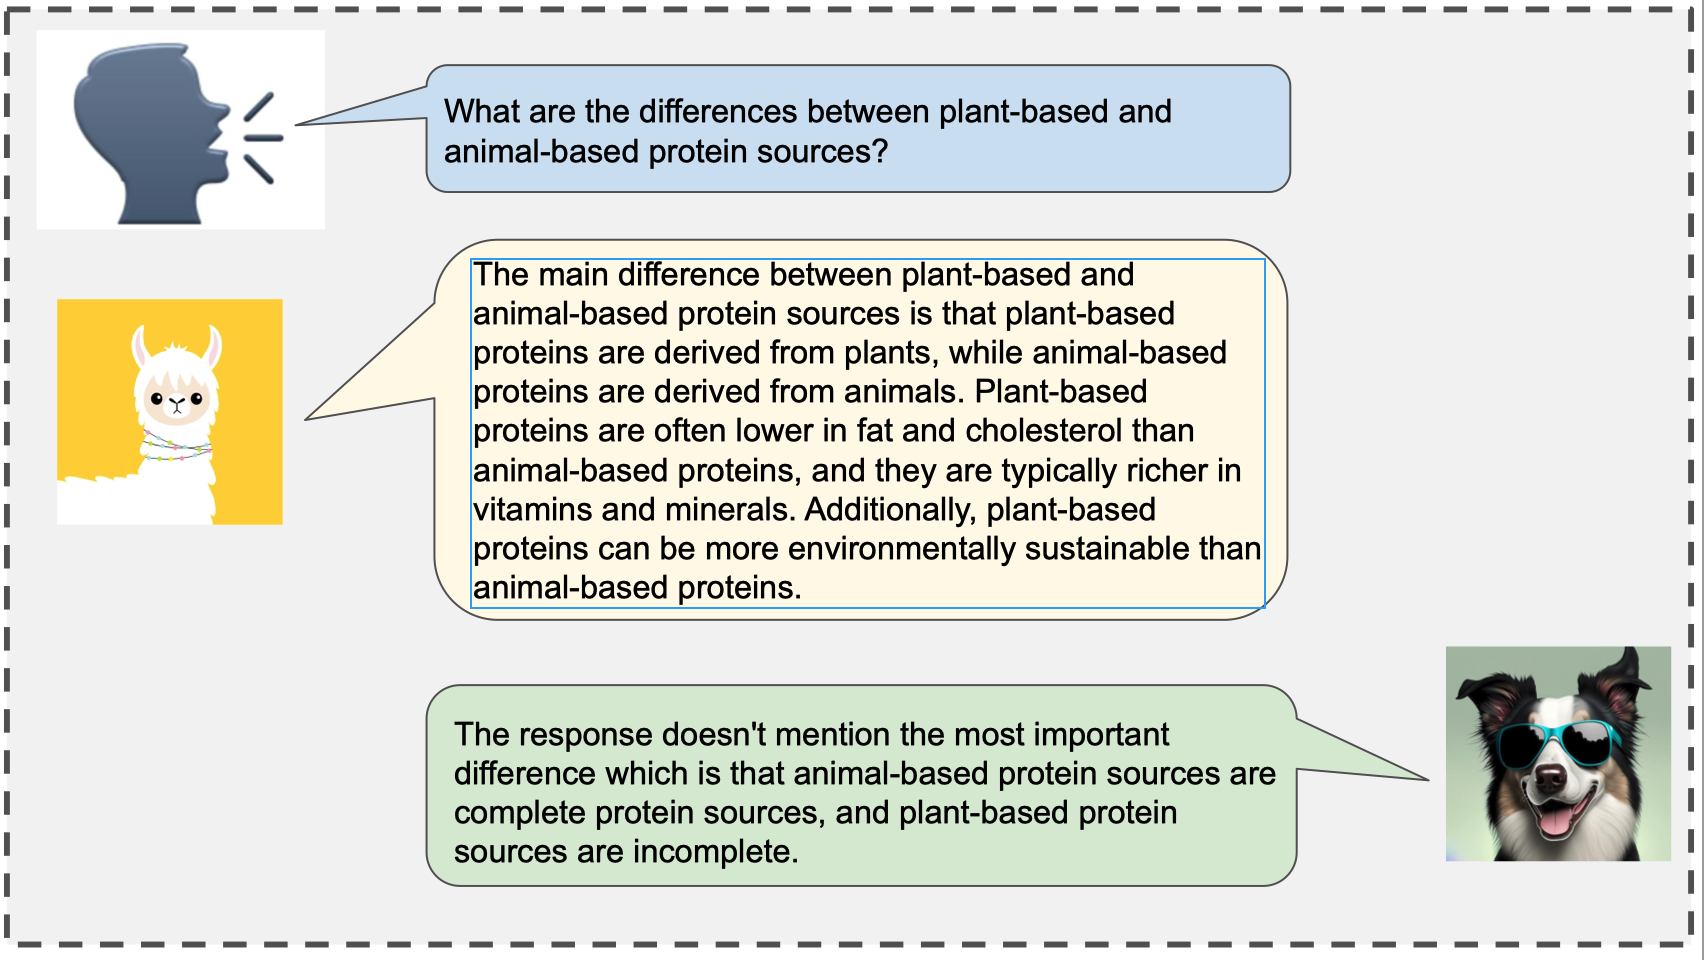 What are the differences between plant-based and
animal-based protein sources?
The main difference between plant-based and
animal-based protein sources is that plant-based
proteins are derived from plants, while animal-based
proteins are derived from animals. Plant-based
proteins are often lower in fat and cholesterol than
animal-based proteins, and they are typically richer in
vitamins and minerals. Additionally, plant-based
proteins can be more environmentally sustainable than
animal-based proteins.
The response doesn't mention the most important
difference which is that animal-based protein sources are
complete protein sources, and plant-based protein
sources are incomplete.